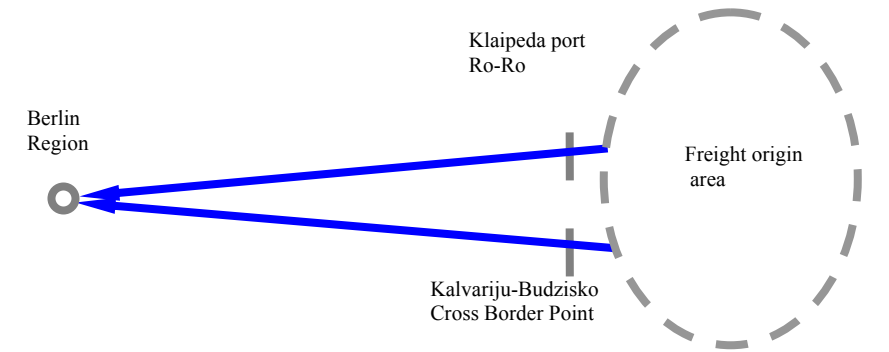 Klaipeda port
Ro-Ro
Berlin
Region
Freight origin
area
Kalvariju-Budzisko
Cross Border Point